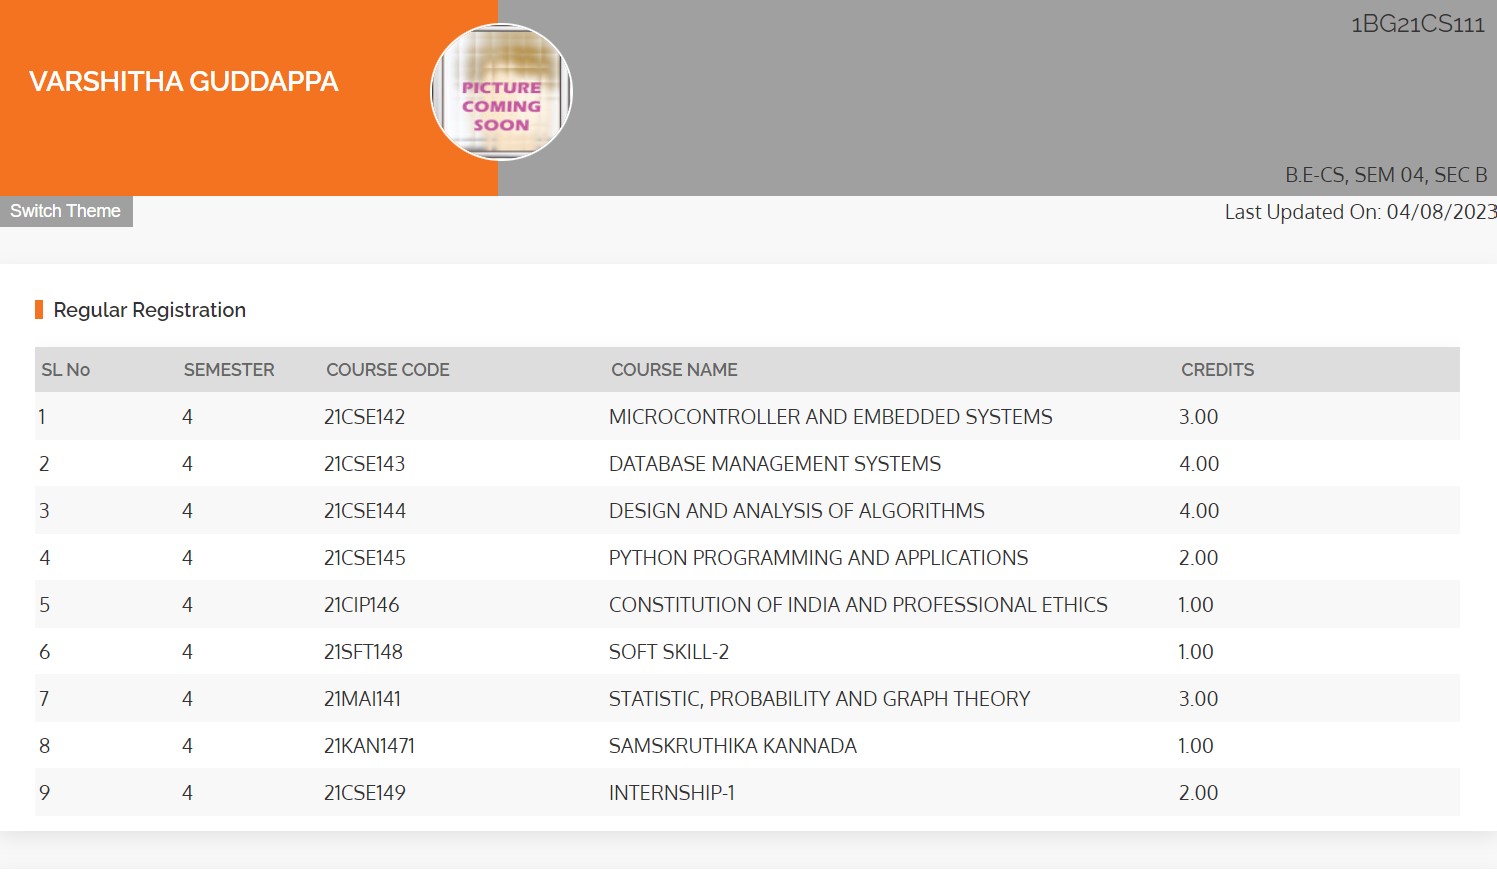 1BG21CS111
VARSHITHA GUDDAPPA
PICTURE
COMING
SOON
B.E-CS, SEM 04, SEC B
Switch Theme
Last Updated On: 04/08/2023
Regular Registration
SL No SEMESTER COURSE CODE COURSE NAME CREDITS
1 4 21CSE142 MICROCONTROLLER AND EMBEDDED SYSTEMS 3.00
2 4 21CSE143 DATABASE MANAGEMENT SYSTEMS 4.00
3 4 21CSE144 DESIGN AND ANALYSIS OF ALGORITHMS 4.00
4 4 21CSE145 PYTHON PROGRAMMING AND APPLICATIONS 2.00
5 4 21CIP146 CONSTITUTION OF INDIA AND PROFESSIONAL ETHICS 1.00
6 4 21SFT148 SOFT SKILL-2 1.00
7 4 21MAI141 STATISTIC, PROBABILITY AND GRAPH THEORY 3.00
8 4 21KAN1471 SAMSKRUTHIKA KANNADA 1.00
9 4 21CSE149 INTERNSHIP-1 2.00